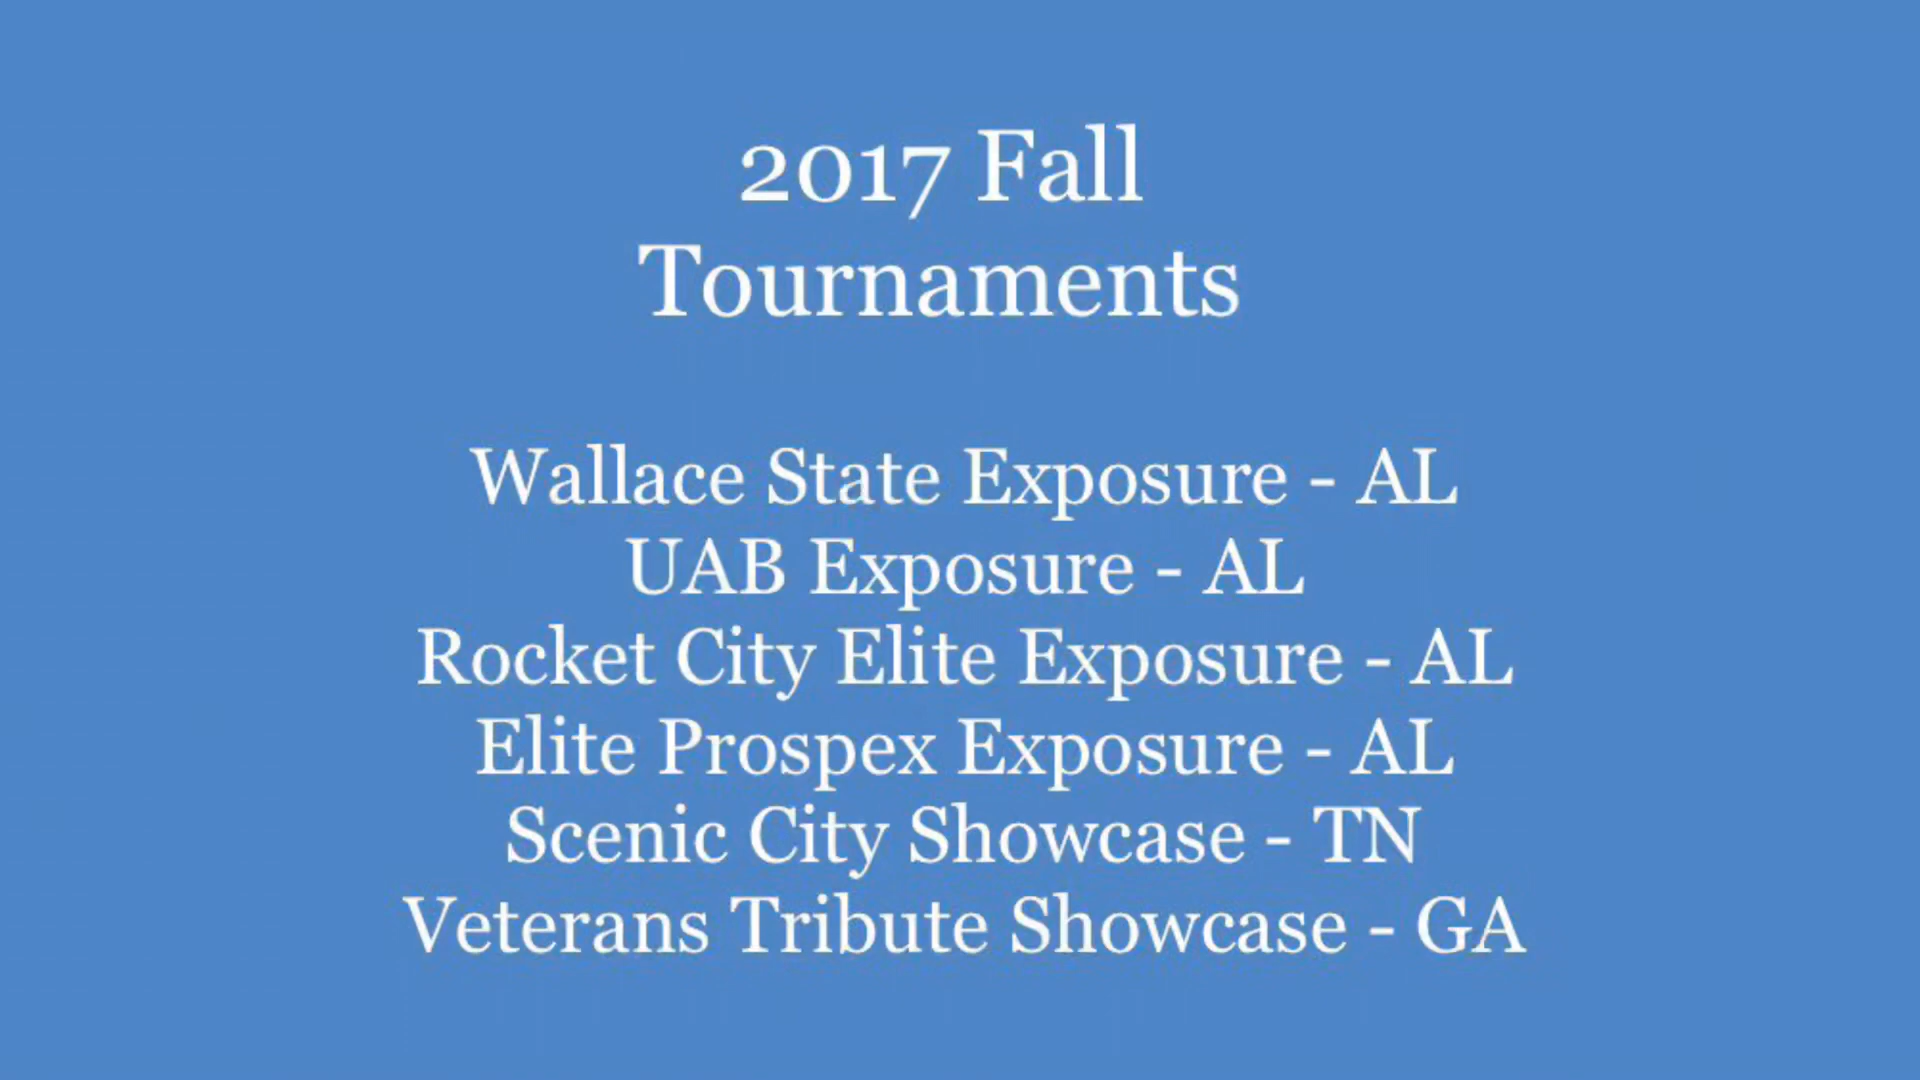 2017 Fall
Tournaments
Wallace State Exposure - AL
UAB Exposure - AL
Rocket City Elite Exposure - AL
Elite Prospex Exposure - AL
Scenic City Showcase - TN
Veterans Tribute Showcase - GA